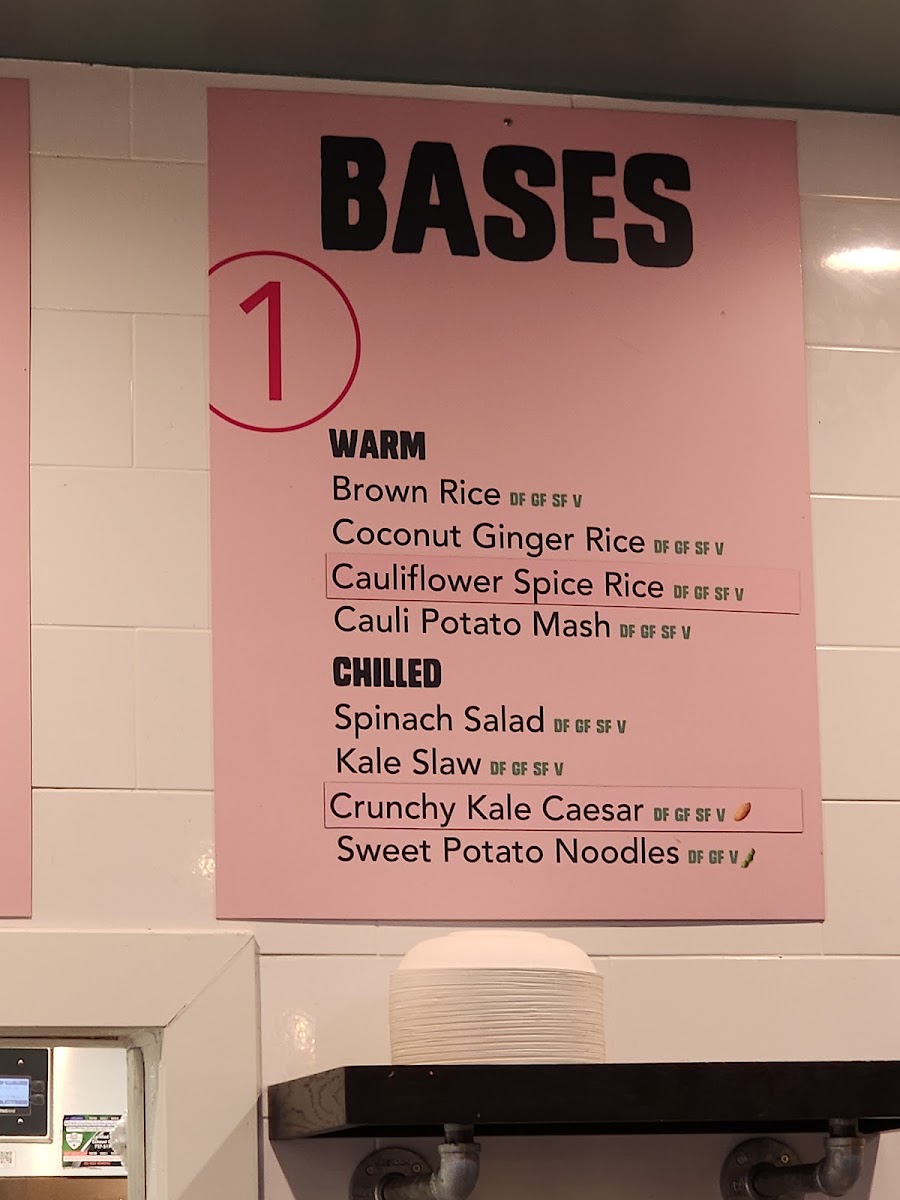 BASES
1
WARM
Brown Rice DF GF SF V
Coconut Ginger Rice DF GF SF V
Cauliflower Spice Rice DF GF SF V
Cauli Potato Mash DF GF SF V
CHILLED
Spinach Salad DF GF SF V
Kale Slaw DF GF SF V
Crunchy Kale Caesar DF GF SF V
Sweet Potato Noodles DF GF V